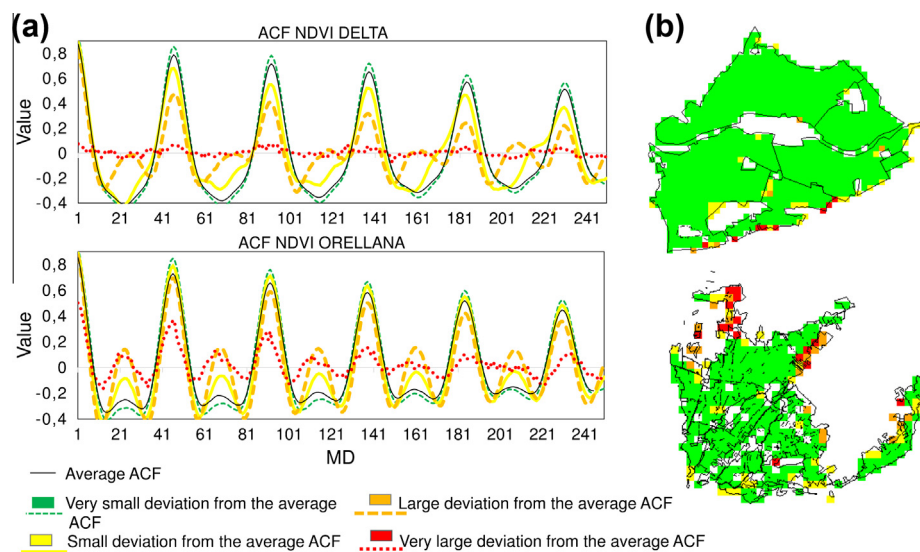 (a)
ACF NDVI DELTA
Value
0,8
0,6
0,4
0,2
0
-0,2
-0,4
1 21 41 61 81 101 121 141 161 181 201 221 241
ACF NDVI ORELLANA
Value
0,8
0,6
0,4
0,2
0
-0,2
-0,4
1 21 41 61 81 101 121 141 161 181 201 221 241
MD
Average ACF
Very small deviation from the average
ACF
Small deviation from the average ACF
Large deviation from the average ACF
Very large deviation from the average ACF
(b)